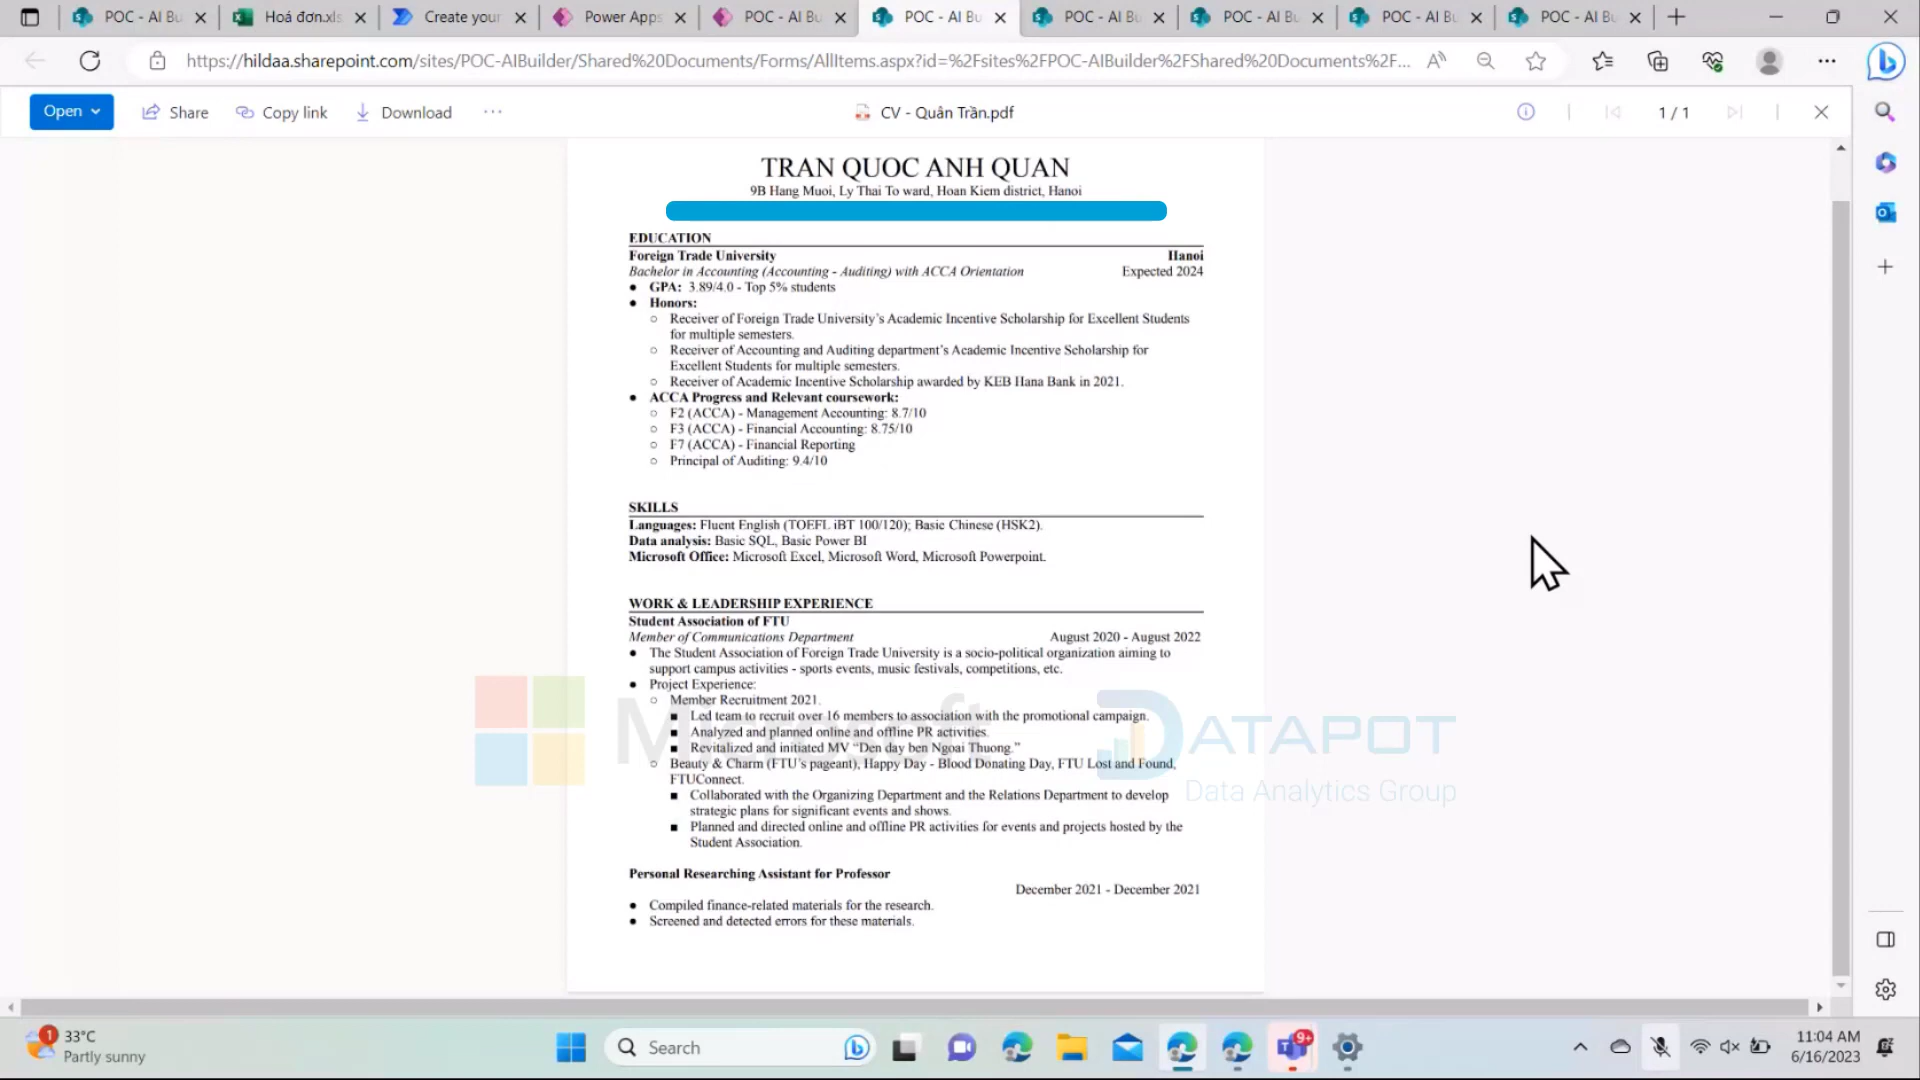 POC - AI Bu
Hoá đơn.xls
Create your
Power Apps
POC - AI Bu
POC - AI Bu
POC - AI Bu
POC - AI Bu
POC - AI Bu
POC - AI Bu
https://hildaa.sharepoint.com/sites/POC-AIBuilder/Shared%20Documents/Forms/AllItems.aspx?id=%2Fsites%2FPOC-AIBuilder%2FShared%20Documents%2F...
Open
Share
Copy link
Download
CV - Quân Trần.pdf
1 / 1
TRAN QUOC ANH QUAN
9B Hang Muoi, Ly Thai To ward, Hoan Kiem district, Hanoi
EDUCATION
Foreign Trade University Hanoi
Bachelor in Accounting (Accounting - Auditing) with ACCA Orientation Expected 2024
● GPA: 3.89/4.0 - Top 5% students
● Honors:
○ Receiver of Foreign Trade University’s Academic Incentive Scholarship for Excellent Students
for multiple semesters.
○ Receiver of Accounting and Auditing department’s Academic Incentive Scholarship for
Excellent Students for multiple semesters.
○ Receiver of Academic Incentive Scholarship awarded by KEB Hana Bank in 2021.
● ACCA Progress and Relevant coursework:
○ F2 (ACCA) - Management Accounting: 8.7/10
○ F3 (ACCA) - Financial Accounting: 8.75/10
○ F7 (ACCA) - Financial Reporting
○ Principal of Auditing: 9.4/10
SKILLS
Languages: Fluent English (TOEFL iBT 100/120); Basic Chinese (HSK2).
Data analysis: Basic SQL, Basic Power BI
Microsoft Office: Microsoft Excel, Microsoft Word, Microsoft Powerpoint.
WORK & LEADERSHIP EXPERIENCE
Student Association of FTU
Member of Communications Department August 2020 - August 2022
● The Student Association of Foreign Trade University is a socio-political organization aiming to
support campus activities - sports events, music festivals, competitions, etc.
● Project Experience:
○ Member Recruitment 2021.
■ Led team to recruit over 16 members to association with the promotional campaign.
■ Analyzed and planned online and offline PR activities.
■ Revitalized and initiated MV “Den day ben Ngoai Thuong.”
○ Beauty & Charm (FTU’s pageant), Happy Day - Blood Donating Day, FTU Lost and Found,
FTUConnect.
■ Collaborated with the Organizing Department and the Relations Department to develop
strategic plans for significant events and shows.
■ Planned and directed online and offline PR activities for events and projects hosted by the
Student Association.
Personal Researching Assistant for Professor
December 2021 - December 2021
● Compiled finance-related materials for the research.
● Screened and detected errors for these materials.
Microsoft
DATAPOT
Data Analytics Group
1
33°C
Partly sunny
Search
9+
11:04 AM
6/16/2023